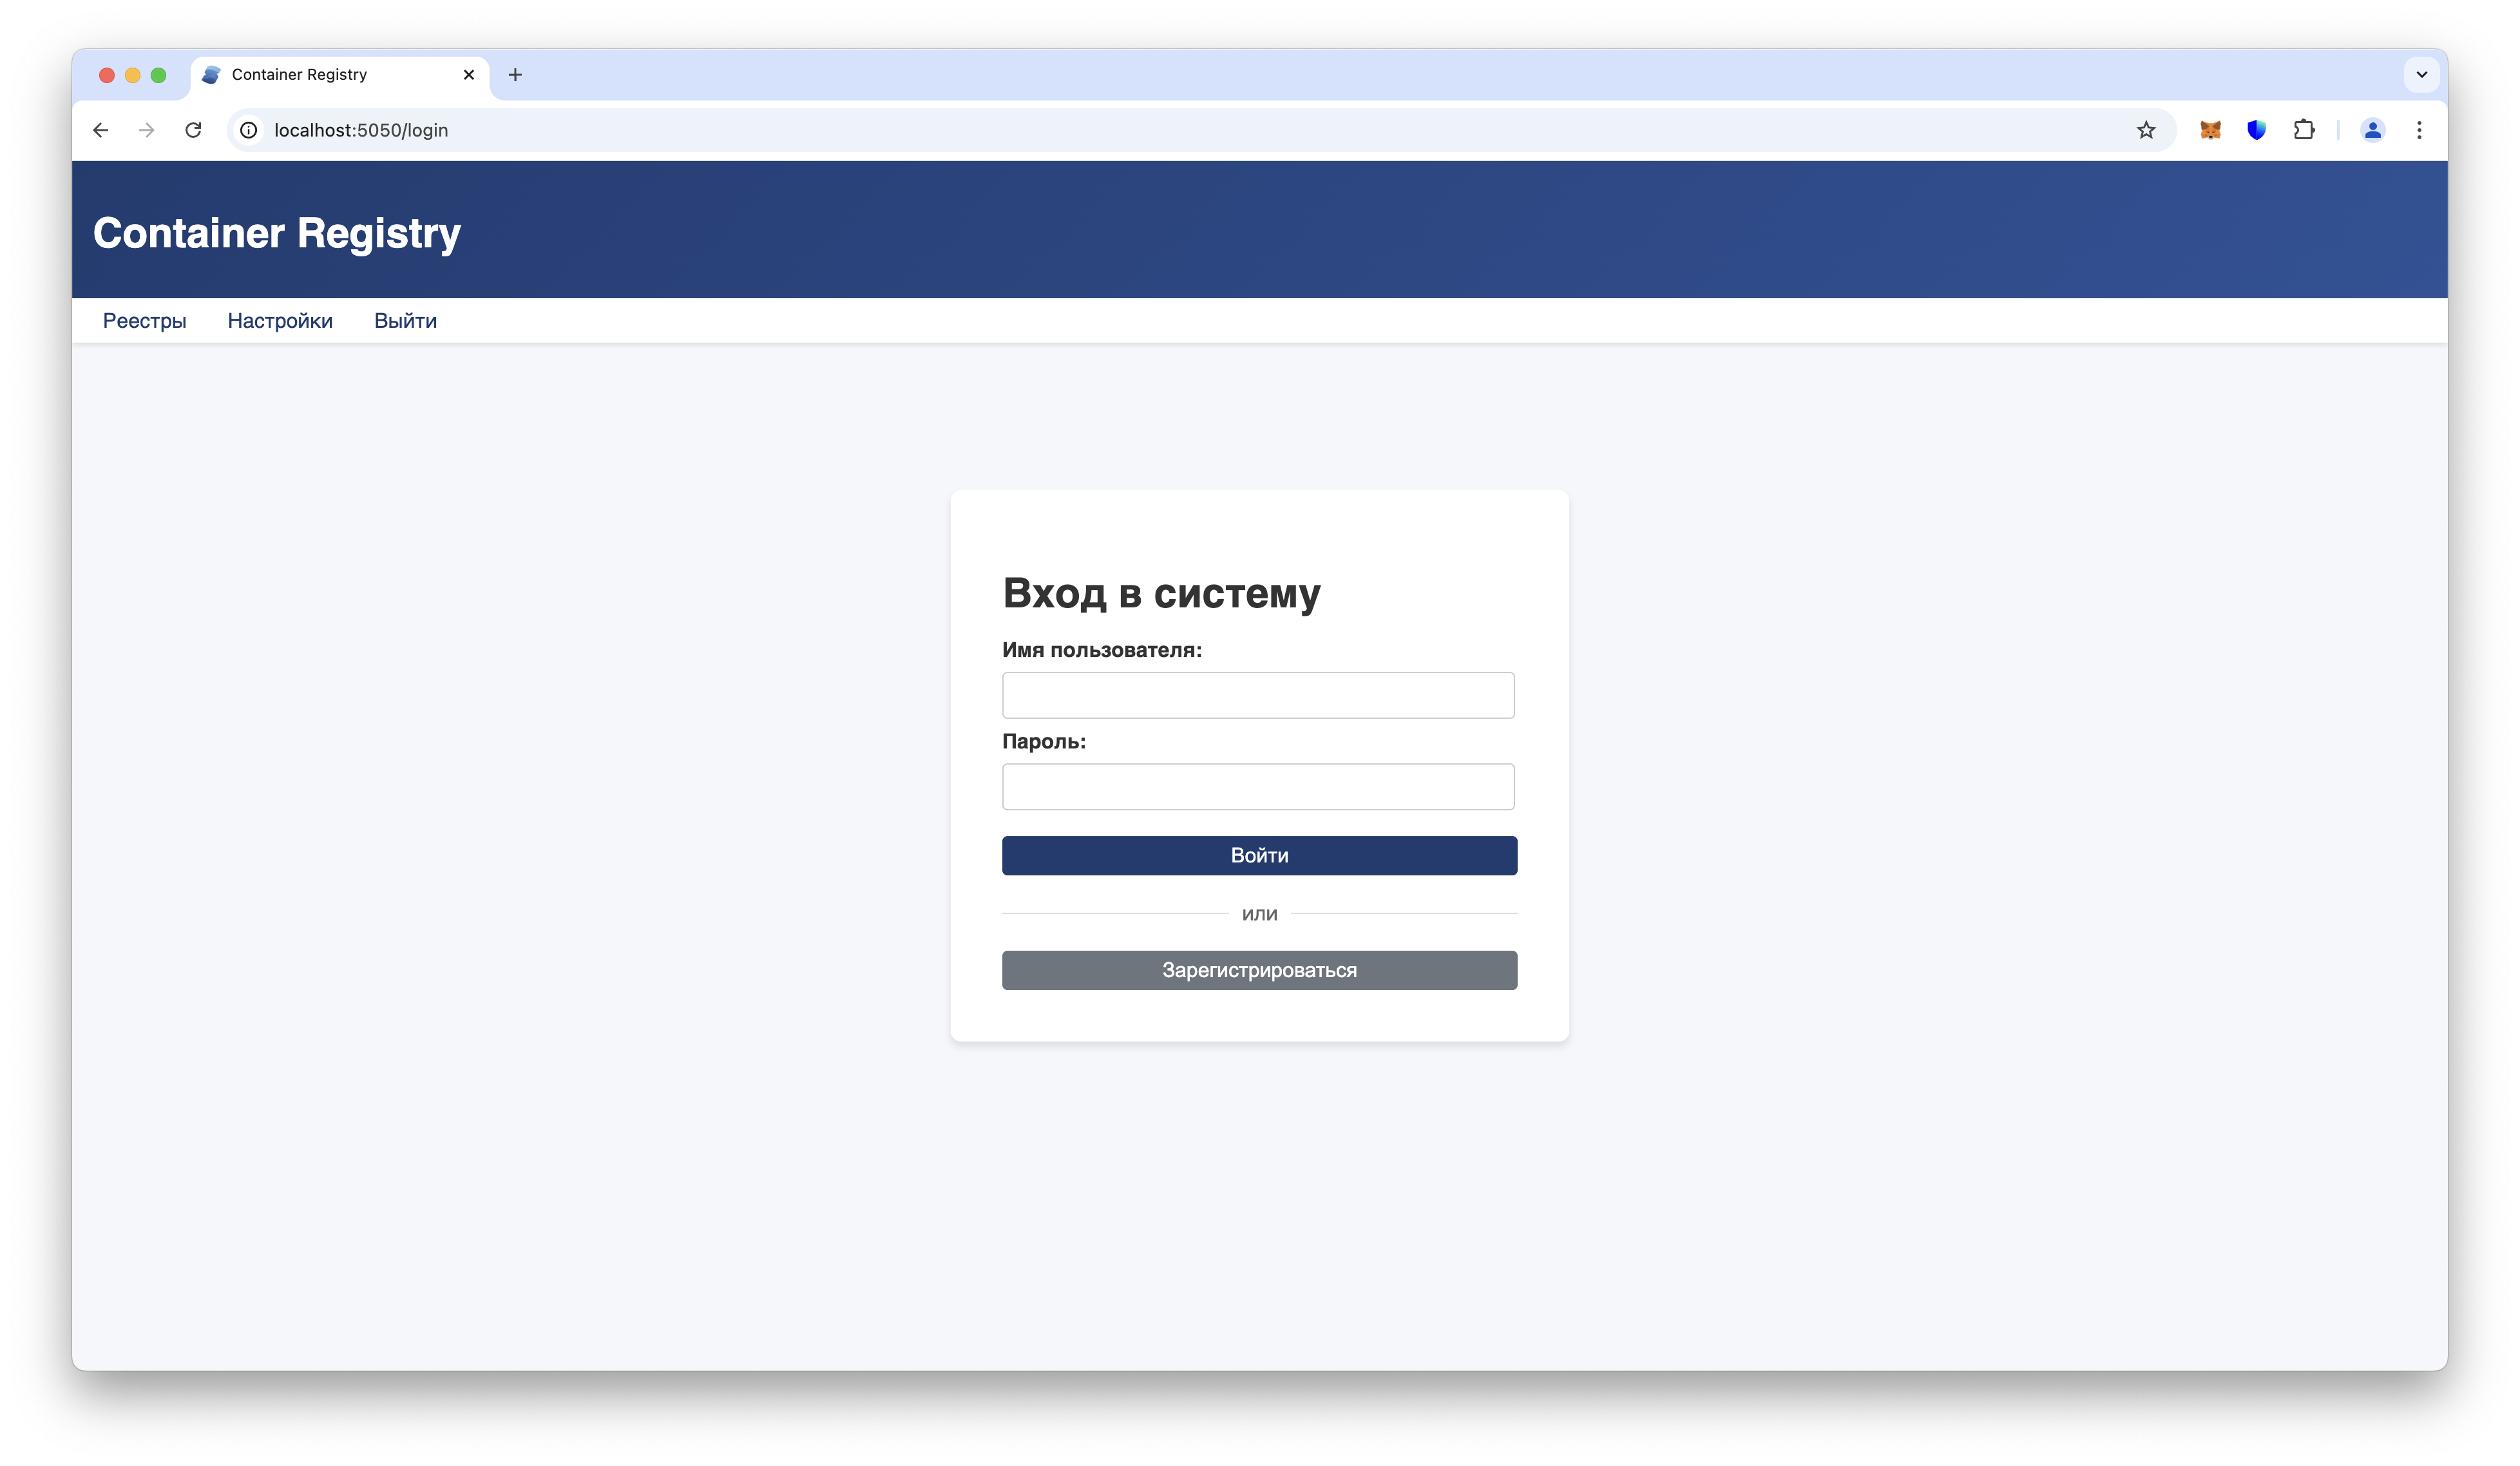 Container Registry
localhost:5050/login
Container Registry
Реестры Настройки Выйти
Вход в систему
Имя пользователя:
Пароль:
Войти
или
Зарегистрироваться